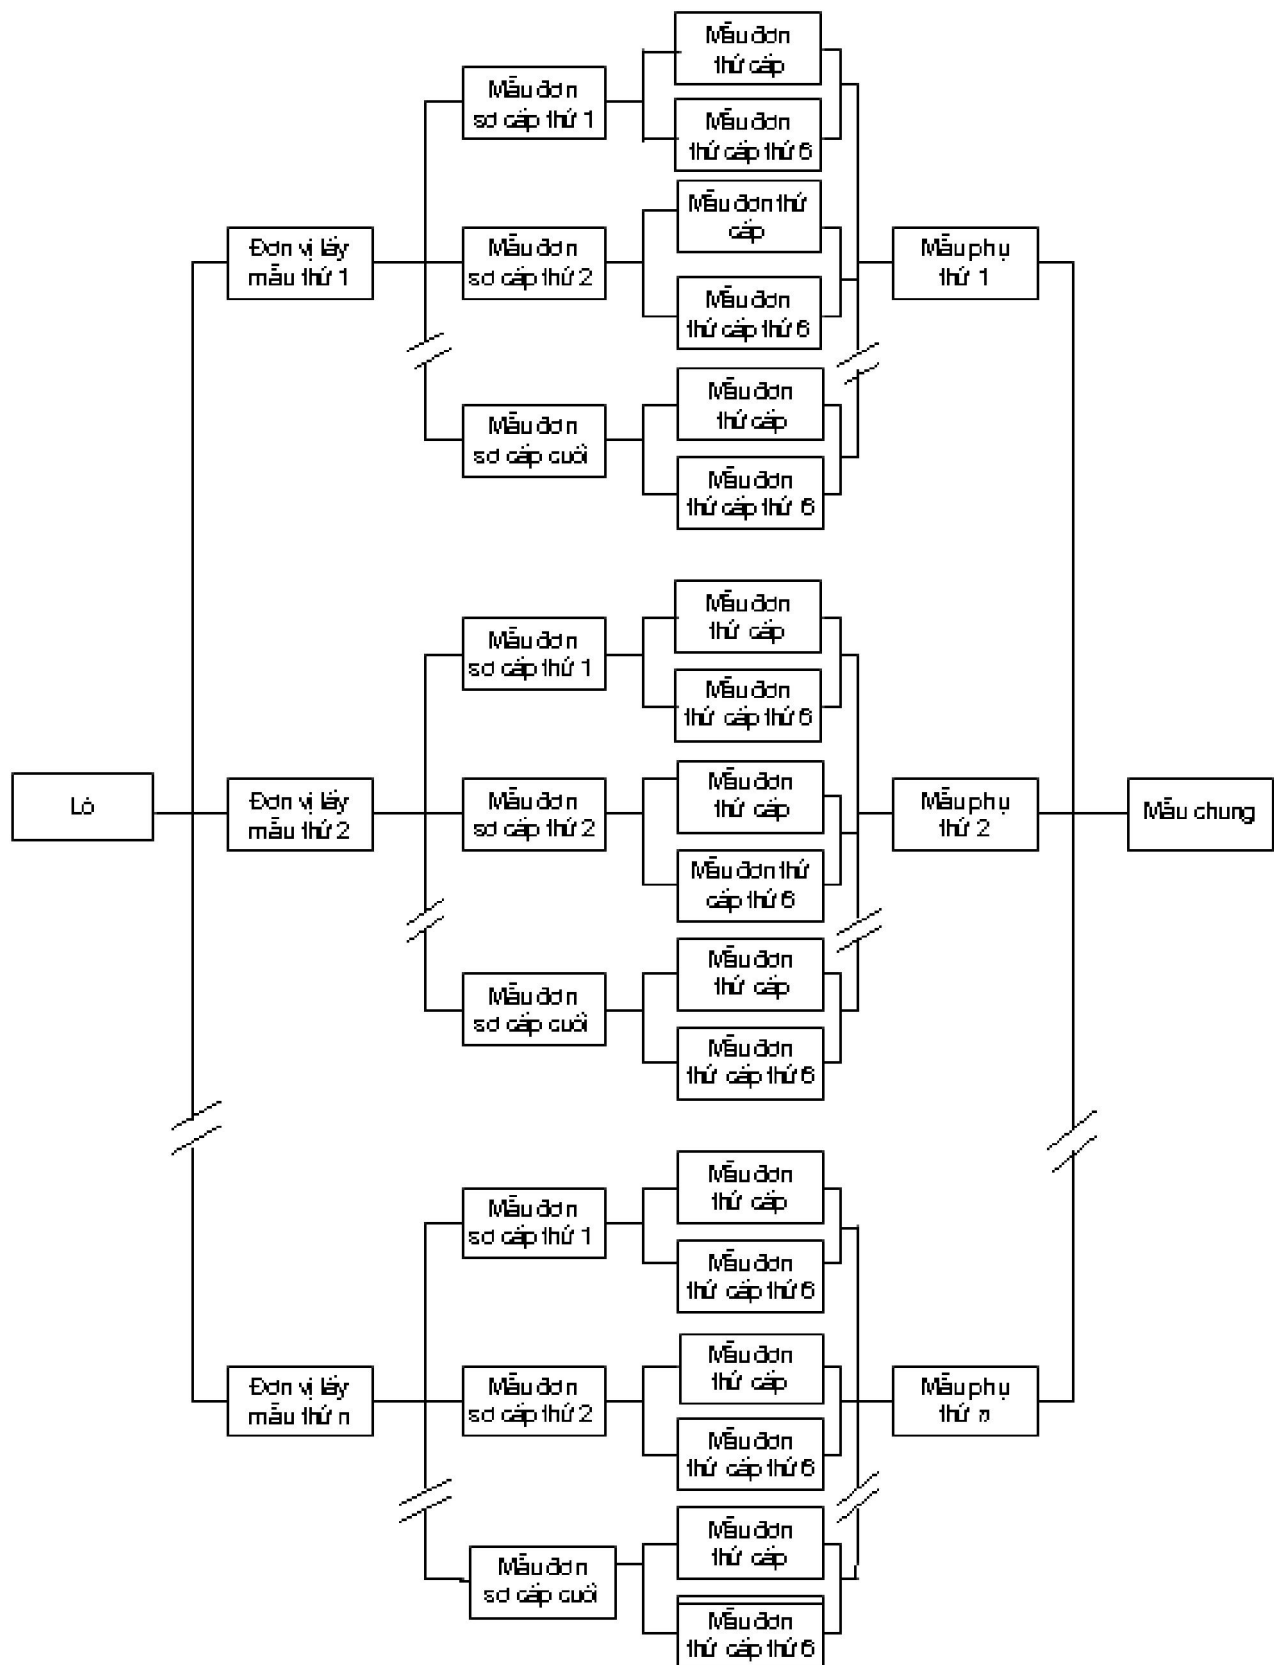 Mẫu đơn
thứ cấp
Mẫu đơn
sơ cấp thứ 1
Mẫu đơn
thứ cấp thứ 6
Mẫu đơn thứ
cấp
Đơn vị lấy
mẫu thứ 1
Mẫu đơn
sơ cấp thứ 2
Mẫu phụ
thứ 1
Mẫu đơn
thứ cấp thứ 6
Mẫu đơn
thứ cấp
Mẫu đơn
sơ cấp cuối
Mẫu đơn
thứ cấp thứ 6
Mẫu đơn
thứ cấp
Mẫu đơn
sơ cấp thứ 1
Mẫu đơn
thứ cấp thứ 6
Lô
Đơn vị lấy
mẫu thứ 2
Mẫu đơn
sơ cấp thứ 2
Mẫu đơn
thứ cấp
Mẫu phụ
thứ 2
Mẫu chung
Mẫu đơn thứ
cấp thứ 6
Mẫu đơn
thứ cấp
Mẫu đơn
sơ cấp cuối
Mẫu đơn
thứ cấp thứ 6
Mẫu đơn
thứ cấp
Mẫu đơn
sơ cấp thứ 1
Mẫu đơn
thứ cấp thứ 6
Mẫu đơn
thứ cấp
Đơn vị lấy
mẫu thứ n
Mẫu đơn
sơ cấp thứ 2
Mẫu phụ
thứ n
Mẫu đơn
thứ cấp thứ 6
Mẫu đơn
thứ cấp
Mẫu đơn
sơ cấp cuối
Mẫu đơn
thứ cấp thứ 6